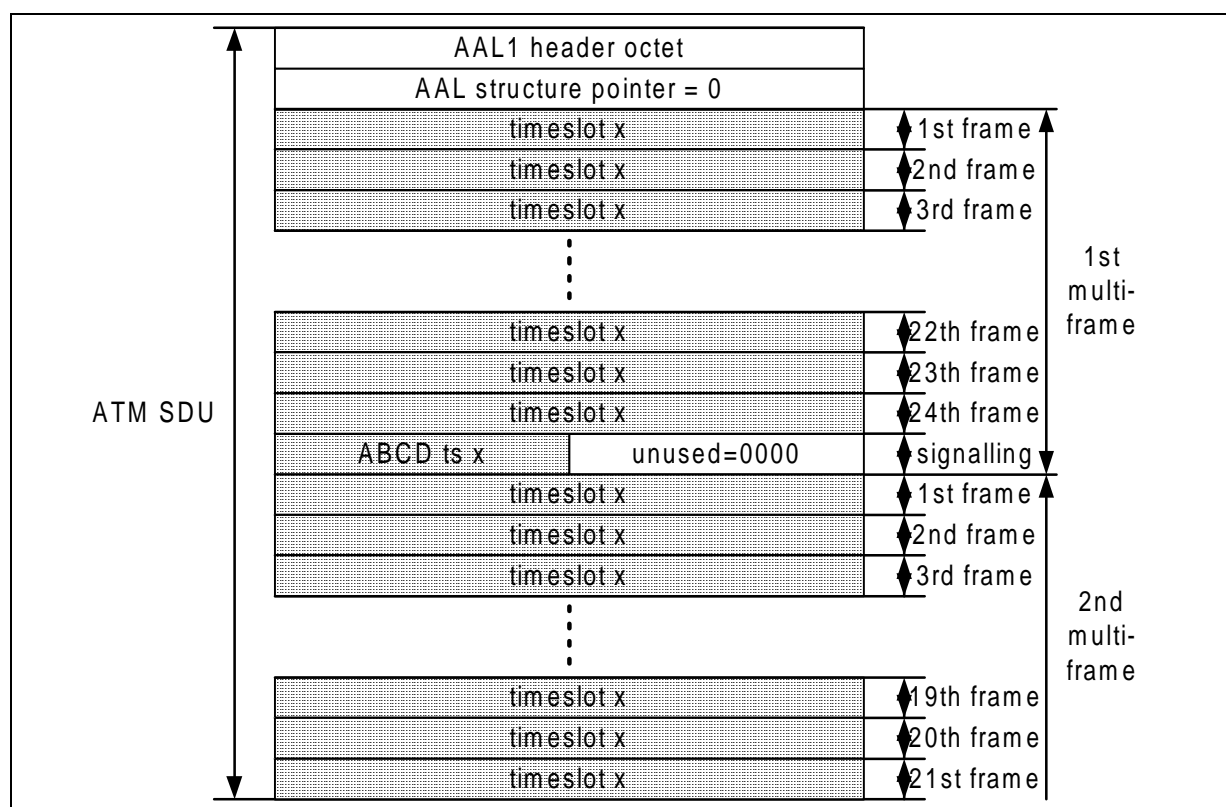 AAL1 header octet
AAL structure pointer = 0
timeslot x
1st frame
timeslot x
2nd frame
timeslot x
3rd frame
1st
multi-
frame
timeslot x
22th frame
timeslot x
23th frame
timeslot x
24th frame
ATM SDU
ABCD ts x
unused=0000
signalling
timeslot x
1st frame
timeslot x
2nd frame
timeslot x
3rd frame
2nd
multi-
frame
timeslot x
19th frame
timeslot x
20th frame
timeslot x
21st frame